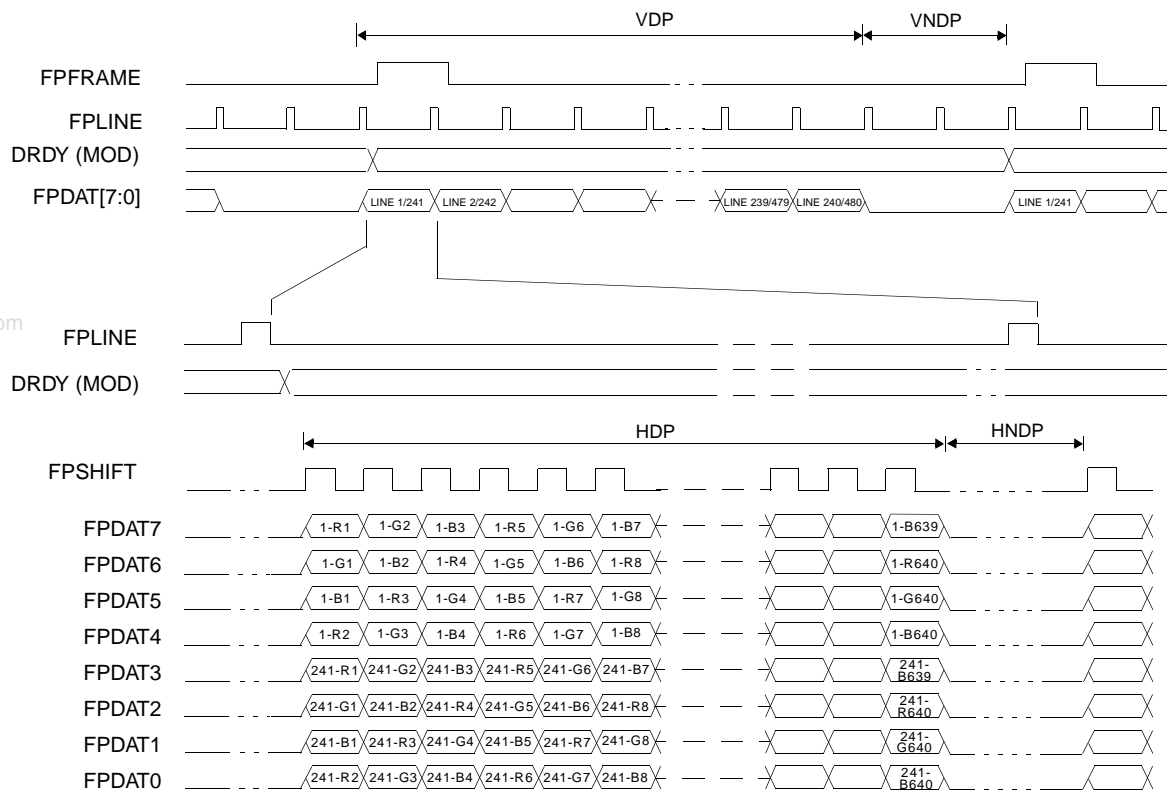 VDP VNDP
FPFRAME
FPLINE
DRDY (MOD)
FPDAT[7:0] LINE 1/241 LINE 2/242 LINE 239/479 LINE 240/480 LINE 1/241
om
FPLINE
DRDY (MOD)
HDP HNDP
FPSHIFT
FPDAT7 1-R1 1-G2 1-B3 1-R5 1-G6 1-B7 1-B639
FPDAT6 1-G1 1-B2 1-R4 1-G5 1-B6 1-R8 1-R640
FPDAT5 1-B1 1-R3 1-G4 1-B5 1-R7 1-G8 1-G640
FPDAT4 1-R2 1-G3 1-B4 1-R6 1-G7 1-B8 1-B640
FPDAT3 241-R1 241-G2 241-B3 241-R5 241-G6 241-B7 241-B639
FPDAT2 241-G1 241-B2 241-R4 241-G5 241-B6 241-R8 241-R640
FPDAT1 241-B1 241-R3 241-G4 241-B5 241-R7 241-G8 241-G640
FPDAT0 241-R2 241-G3 241-B4 241-R6 241-G7 241-B8 241-B640